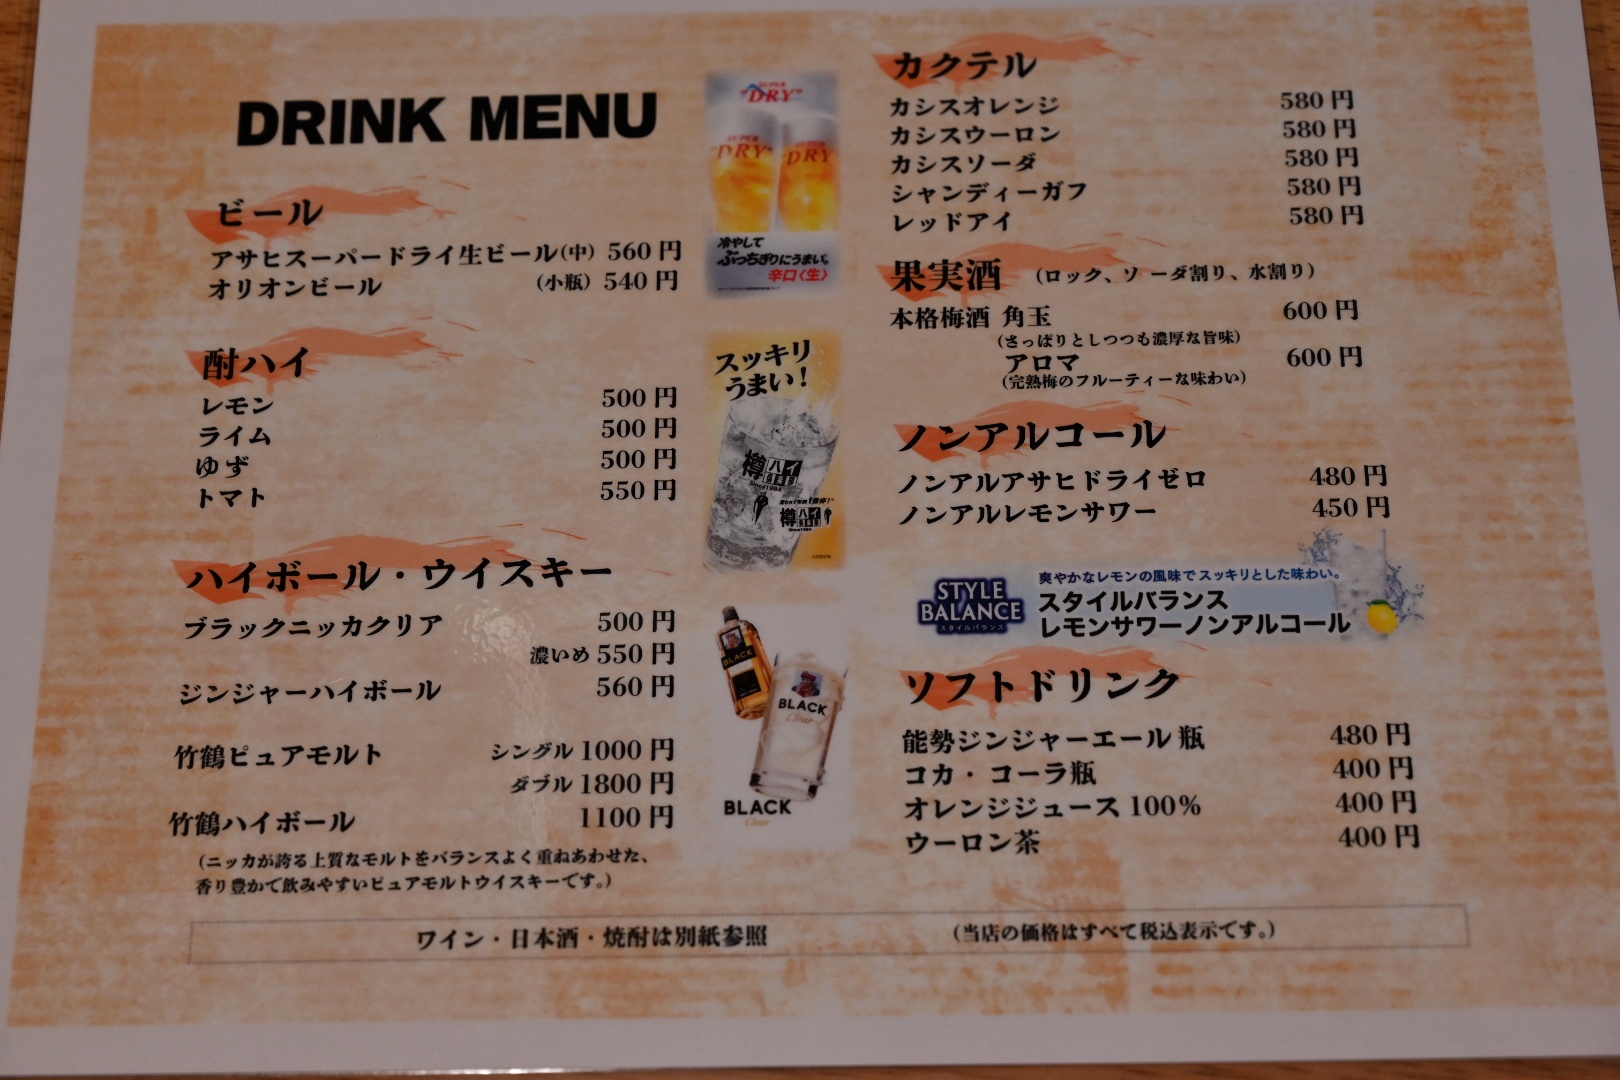 DRINK MENU
ビール
アサヒスーパードライ生ビール(中) 560円
オリオンビール (小瓶) 540円
酎ハイ
レモン 500円
ライム 500円
ゆず 500円
トマト 550円
ハイボール・ウイスキー
ブラックニッカクリア 500円
濃いめ 550円
ジンジャーハイボール 560円
竹鶴ピュアモルト シングル 1000円
ダブル 1800円
竹鶴ハイボール 1100円
(ニッカが誇る上質なモルトをバランスよく重ねあわせた、
香り豊かで飲みやすいピュアモルトウイスキーです。)
SUPER
"DRY"
SUPER
"DRY"
SUPER
"DRY"
冷やして
ぶっちぎりにうまい。
辛口〈生〉
スッキリ
うまい!
樽ハイ
倶楽部
Since1984
樽ハイ
倶楽部
Since1984
BLACK
BLACK
Clear
BLACK
Clear
カクテル
カシスオレンジ 580円
カシスウーロン 580円
カシスソーダ 580円
シャンディーガフ 580円
レッドアイ 580円
果実酒 (ロック、ソーダ割り、水割り)
本格梅酒 角玉 600円
(さっぱりとしつつも濃厚な旨味)
アロマ 600円
(完熟梅のフルーティーな味わい)
ノンアルコール
ノンアルアサヒドライゼロ 480円
ノンアルレモンサワー 450円
STYLE
BALANCE
スタイルバランス
爽やかなレモンの風味でスッキリとした味わい。
スタイルバランス
レモンサワーノンアルコール
ソフトドリンク
能勢ジンジャーエール 瓶 480円
コカ・コーラ瓶 400円
オレンジジュース 100% 400円
ウーロン茶 400円
ワイン・日本酒・焼酎は別紙参照 (当店の価格はすべて税込表示です。)